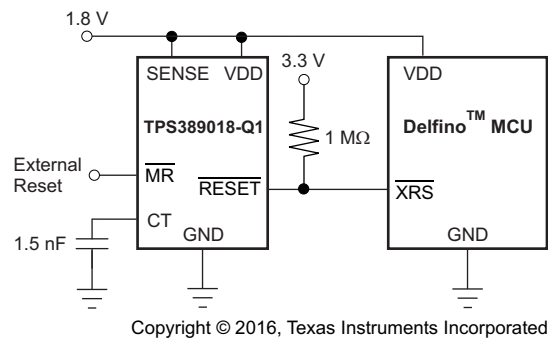 1.8 V
SENSE VDD
3.3 V
VDD
TPS389018-Q1
1 MΩ
Delfino™ MCU
External
Reset
MR
RESET
XRS
CT
1.5 nF
GND
GND
Copyright © 2016, Texas Instruments Incorporated